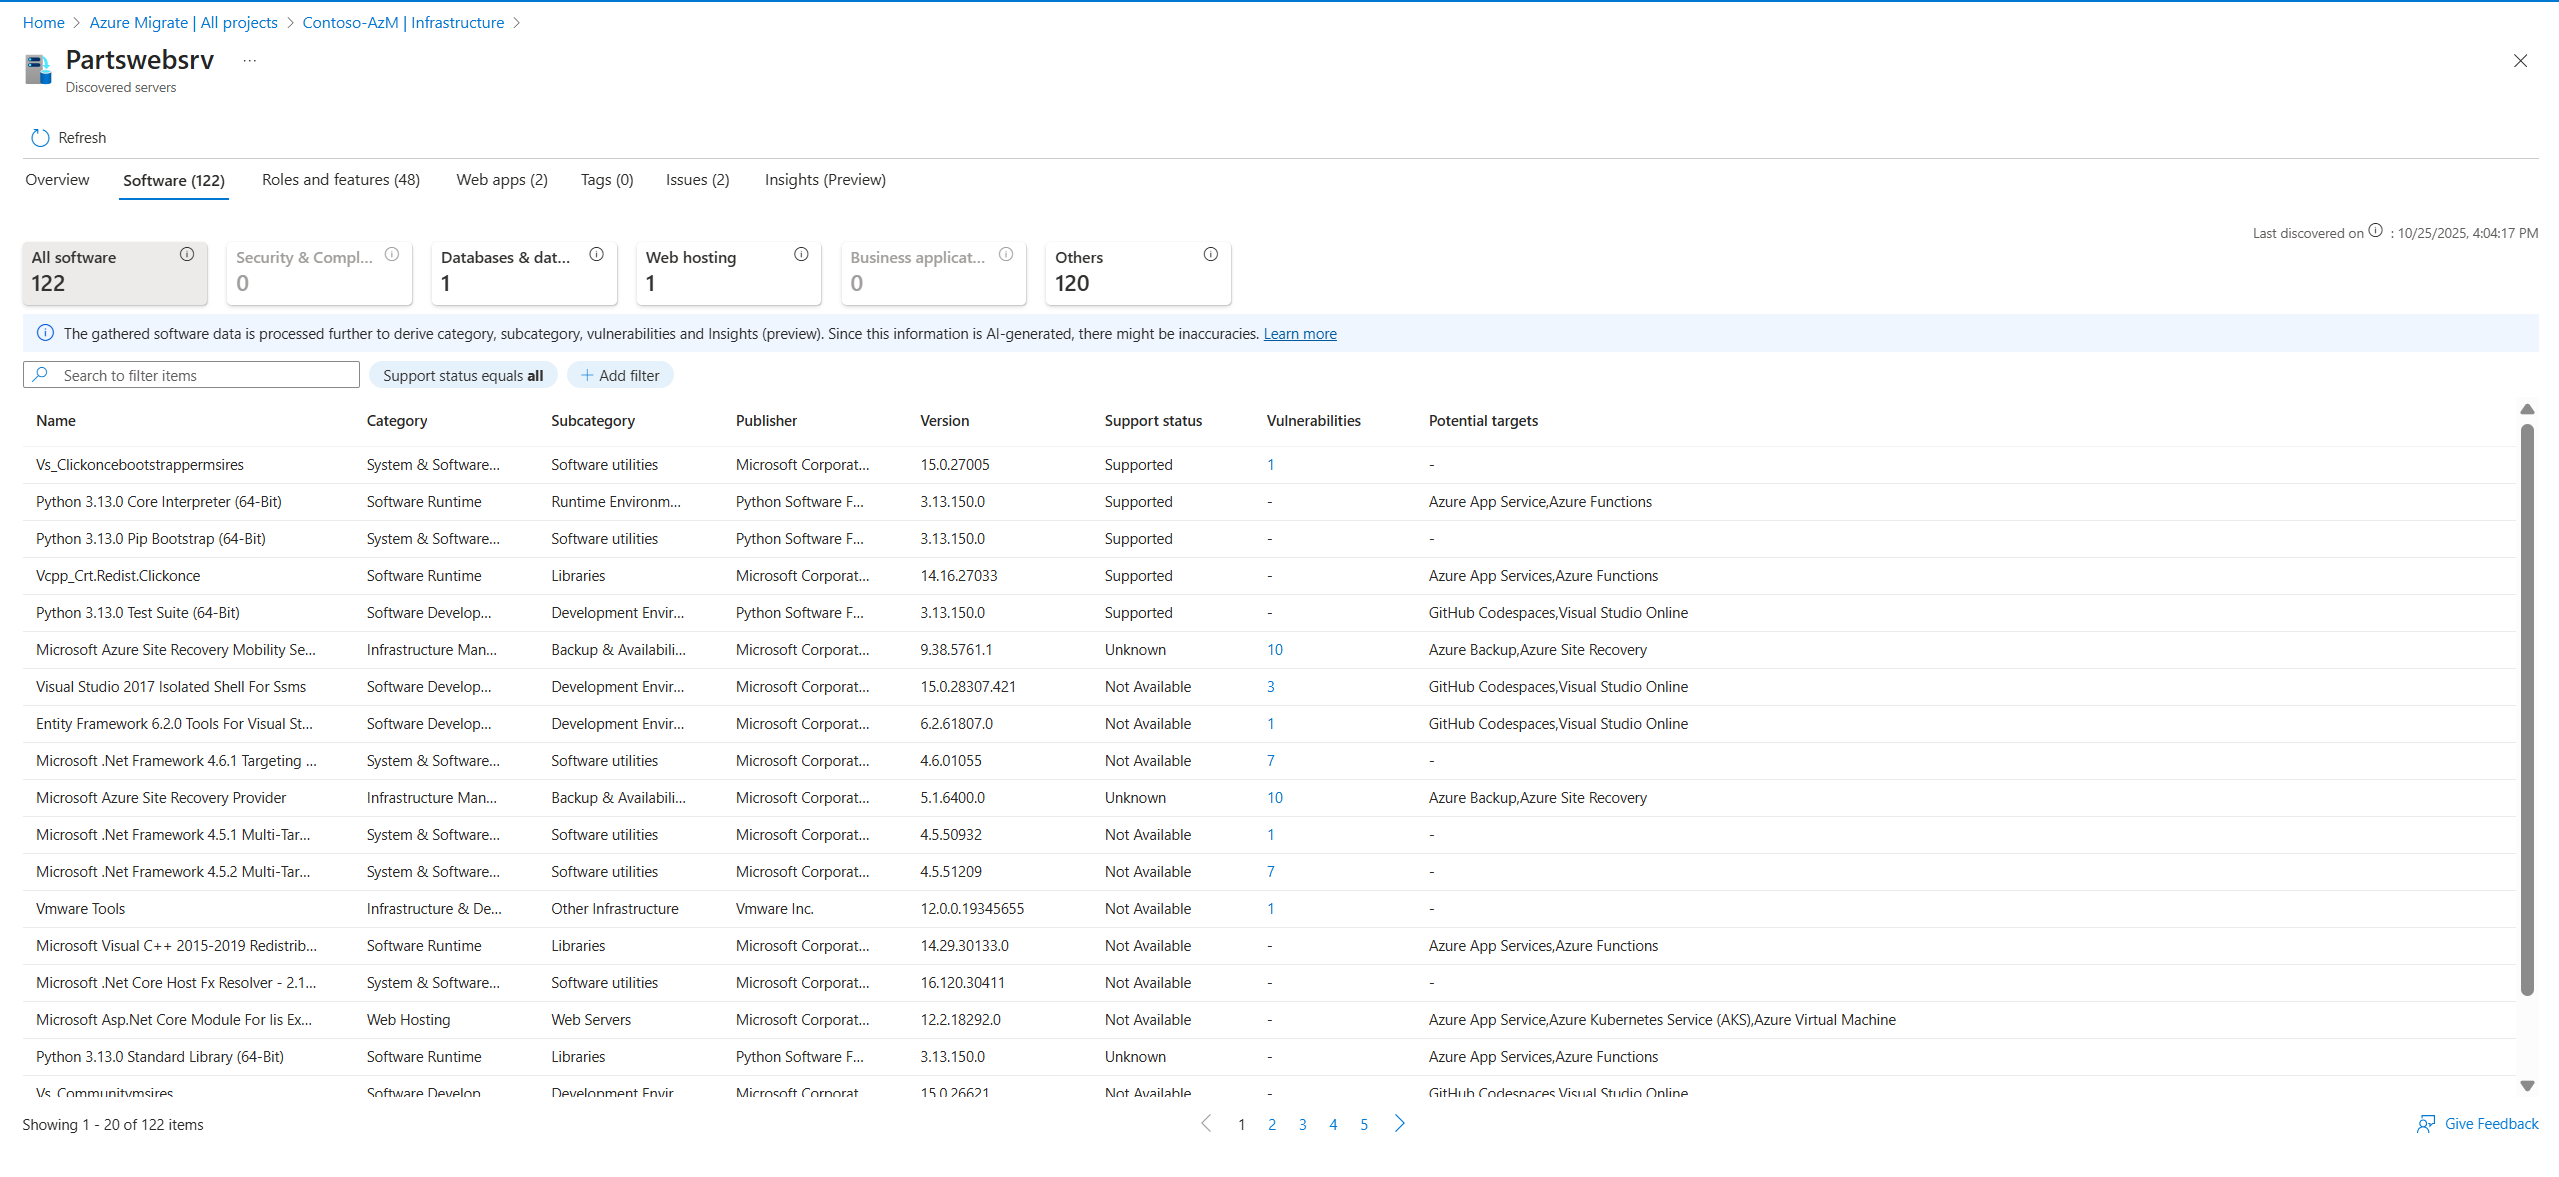 Home > Azure Migrate | All projects > Contoso-AzM | Infrastructure >
Partswebsrv ...
Discovered servers
Refresh
Overview Software (122) Roles and features (48) Web apps (2) Tags (0) Issues (2) Insights (Preview)
Last discovered on : 10/25/2025, 4:04:17 PM
All software Security & Compl... Databases & dat... Web hosting Business applicat... Others
122 0 1 1 0 120
The gathered software data is processed further to derive category, subcategory, vulnerabilities and Insights (preview). Since this information is AI-generated, there might be inaccuracies. Learn more
Search to filter items Support status equals all + Add filter
Name Category Subcategory Publisher Version Support status Vulnerabilities Potential targets
Vs_Clickoncebootstrappermsires System & Software... Software utilities Microsoft Corporat... 15.0.27005 Supported 1 -
Python 3.13.0 Core Interpreter (64-Bit) Software Runtime Runtime Environm... Python Software F... 3.13.150.0 Supported - Azure App Service,Azure Functions
Python 3.13.0 Pip Bootstrap (64-Bit) System & Software... Software utilities Python Software F... 3.13.150.0 Supported - -
Vcpp_Crt.Redist.Clickonce Software Runtime Libraries Microsoft Corporat... 14.16.27033 Supported - Azure App Services,Azure Functions
Python 3.13.0 Test Suite (64-Bit) Software Develop... Development Envir... Python Software F... 3.13.150.0 Supported - GitHub Codespaces,Visual Studio Online
Microsoft Azure Site Recovery Mobility Se... Infrastructure Man... Backup & Availabili... Microsoft Corporat... 9.38.5761.1 Unknown 10 Azure Backup,Azure Site Recovery
Visual Studio 2017 Isolated Shell For Ssms Software Develop... Development Envir... Microsoft Corporat... 15.0.28307.421 Not Available 3 GitHub Codespaces,Visual Studio Online
Entity Framework 6.2.0 Tools For Visual St... Software Develop... Development Envir... Microsoft Corporat... 6.2.61807.0 Not Available 1 GitHub Codespaces,Visual Studio Online
Microsoft .Net Framework 4.6.1 Targeting ... System & Software... Software utilities Microsoft Corporat... 4.6.01055 Not Available 7 -
Microsoft Azure Site Recovery Provider Infrastructure Man... Backup & Availabili... Microsoft Corporat... 5.1.6400.0 Unknown 10 Azure Backup,Azure Site Recovery
Microsoft .Net Framework 4.5.1 Multi-Tar... System & Software... Software utilities Microsoft Corporat... 4.5.50932 Not Available 1 -
Microsoft .Net Framework 4.5.2 Multi-Tar... System & Software... Software utilities Microsoft Corporat... 4.5.51209 Not Available 7 -
Vmware Tools Infrastructure & De... Other Infrastructure Vmware Inc. 12.0.0.19345655 Not Available 1 -
Microsoft Visual C++ 2015-2019 Redistrib... Software Runtime Libraries Microsoft Corporat... 14.29.30133.0 Not Available - Azure App Services,Azure Functions
Microsoft .Net Core Host Fx Resolver - 2.1... System & Software... Software utilities Microsoft Corporat... 16.120.30411 Not Available - -
Microsoft Asp.Net Core Module For Iis Ex... Web Hosting Web Servers Microsoft Corporat... 12.2.18292.0 Not Available - Azure App Service,Azure Kubernetes Service (AKS),Azure Virtual Machine
Python 3.13.0 Standard Library (64-Bit) Software Runtime Libraries Python Software F... 3.13.150.0 Unknown - Azure App Services,Azure Functions
Vs_Communitymsires Software Develop Development Envir Microsoft Corporat 15.0.26621 Not Available - GitHub Codespaces,Visual Studio Online
Showing 1 - 20 of 122 items < 1 2 3 4 5 > Give Feedback